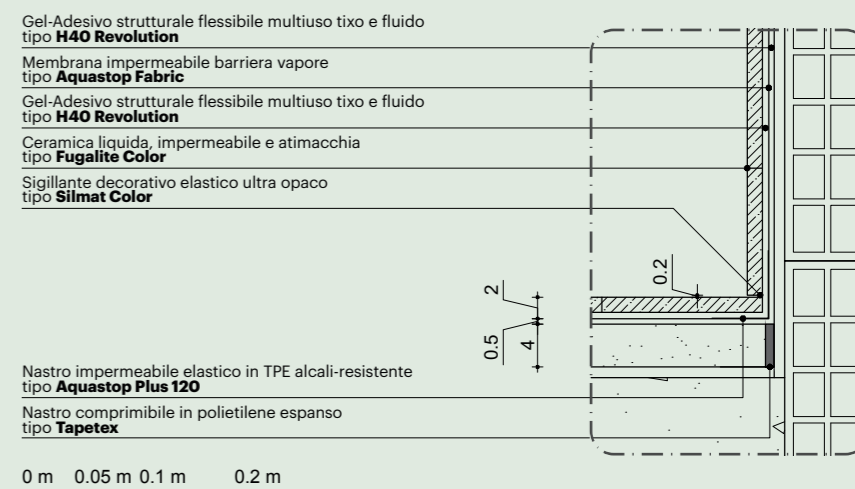 Gel-Adesivo strutturale flessibile multiuso tixo e fluido
tipo H40 Revolution
Membrana impermeabile barriera vapore
tipo Aquastop Fabric
Gel-Adesivo strutturale flessibile multiuso tixo e fluido
tipo H40 Revolution
Ceramica liquida, impermeabile e atimacchia
tipo Fugalite Color
Sigillante decorativo elastico ultra opaco
tipo Silmat Color
0.2
2
0.5
4
Nastro impermeabile elastico in TPE alcali-resistente
tipo Aquastop Plus 120
Nastro comprimibile in polietilene espanso
tipo Tapetex
0 m 0.05 m 0.1 m 0.2 m